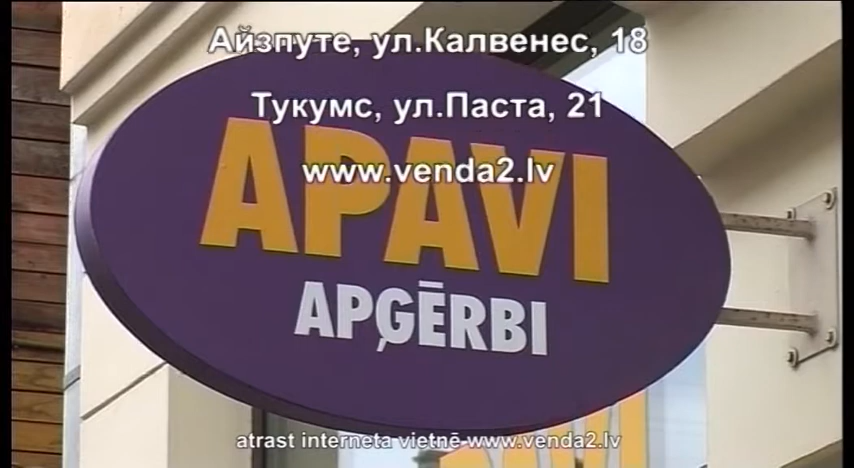 Айзпуте, ул.Калвенес, 18
Тукумс, ул.Паста, 21
www.venda2.lv
APAVI
APĢĒRBI
atrast interneta vietnē www.venda2.lv